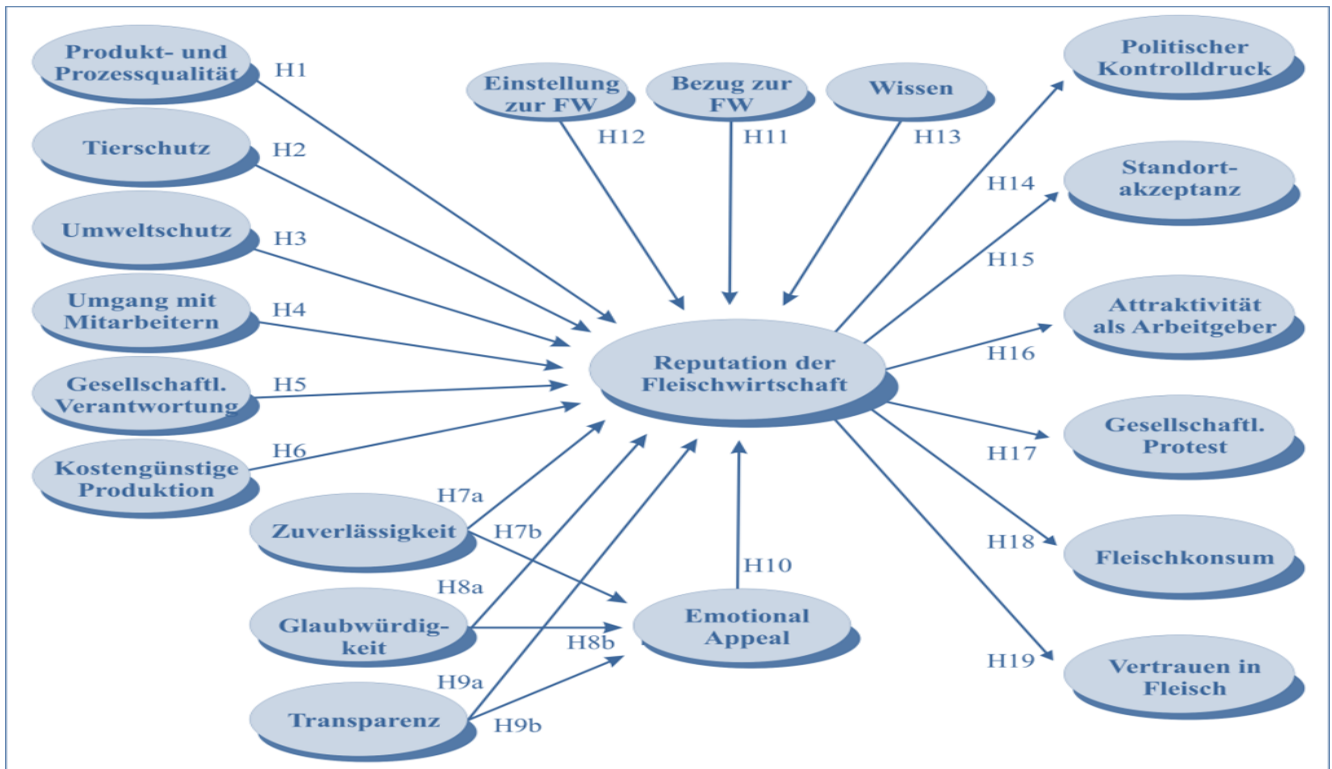 Produkt- und
Prozessqualität
H1
Tierschutz
H2
Umweltschutz
H3
Umgang mit
Mitarbeitern
H4
Gesellschaftl.
Verantwortung
H5
Kostengünstige
Produktion
H6
Zuverlässigkeit
H7a
H7b
Glaubwürdig-
keit
H8a
H8b
Transparenz
H9a
H9b
Einstellung
zur FW
H12
Bezug zur
FW
H11
Wissen
H13
Reputation der
Fleischwirtschaft
H10
Emotional
Appeal
H14
Politischer
Kontrolldruck
H15
Standort-
akzeptanz
H16
Attraktivität
als Arbeitgeber
H17
Gesellschaftl.
Protest
H18
Fleischkonsum
H19
Vertrauen in
Fleisch